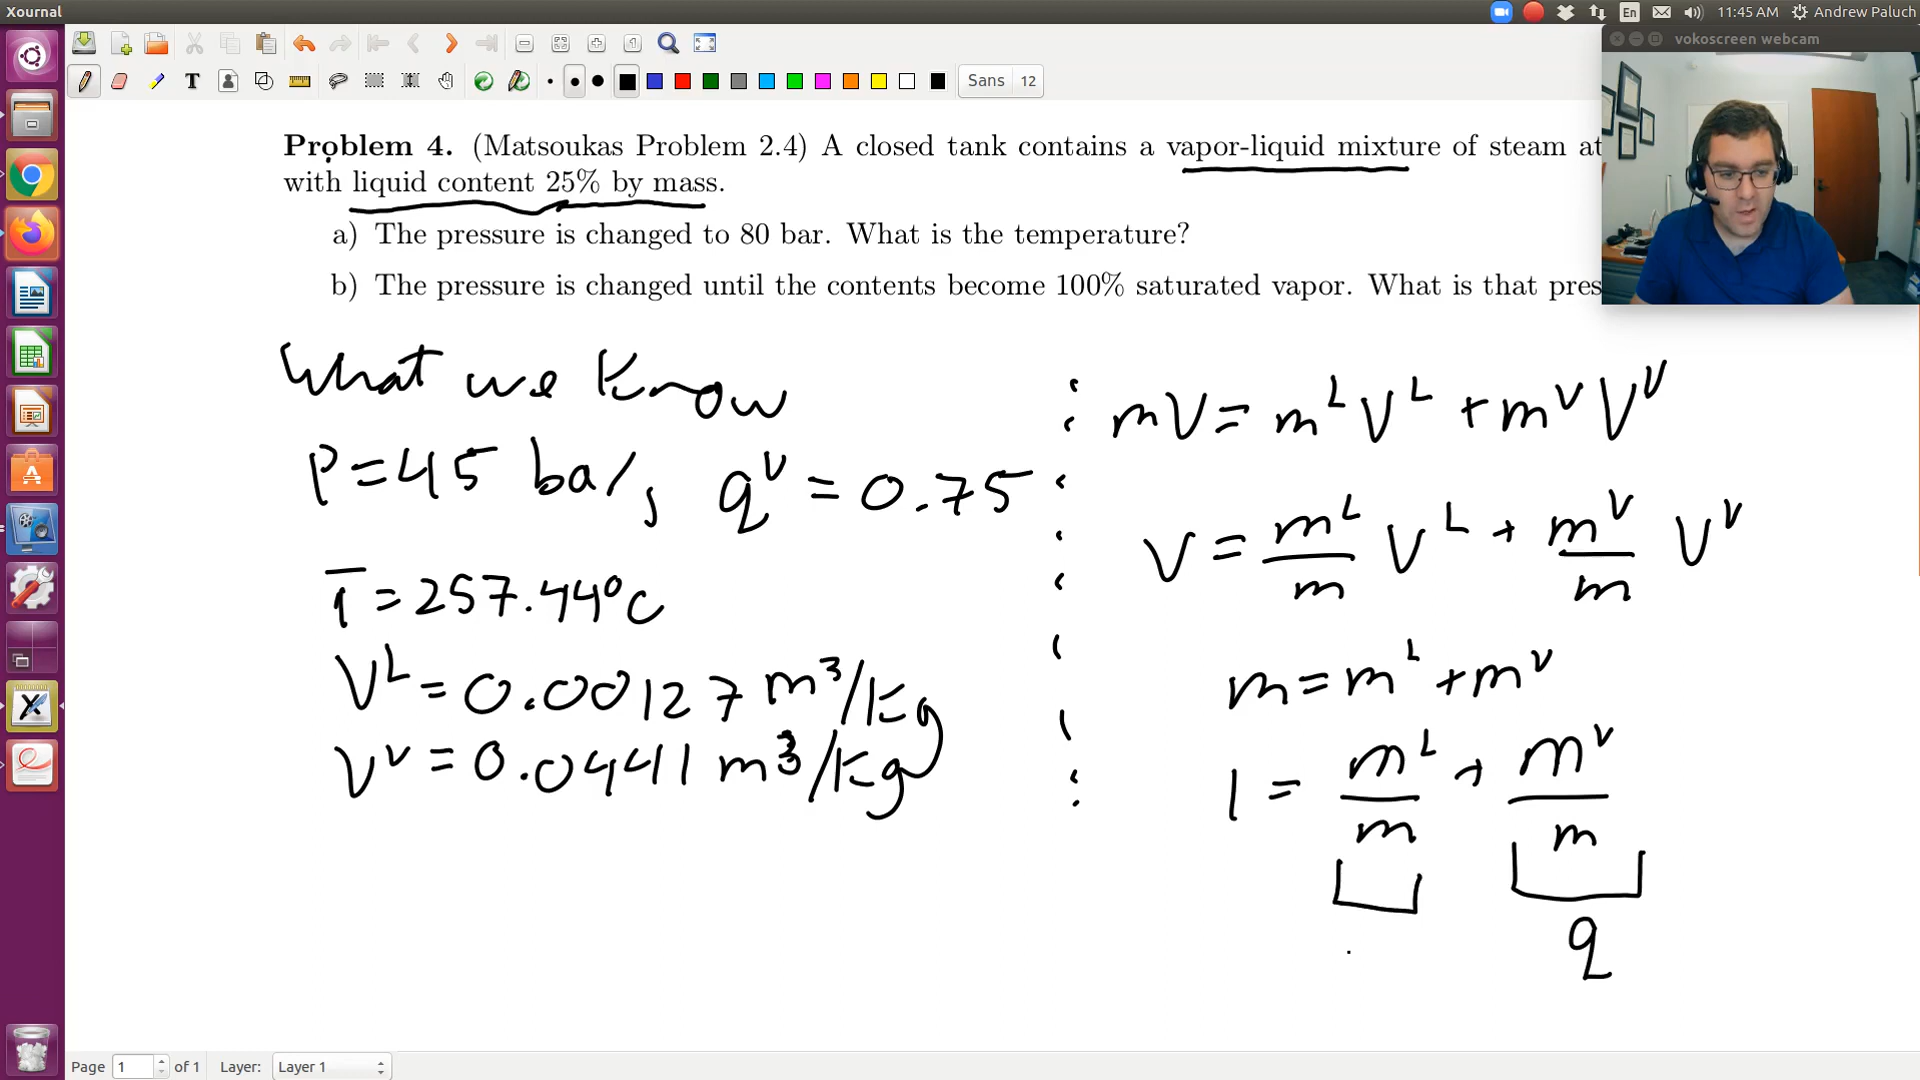 Xournal
En
11:45 AM
Andrew Paluch
vokoscreen webcam
T
Sans 12
Problem 4. (Matsoukas Problem 2.4) A closed tank contains a vapor-liquid mixture of steam at
with liquid content 25% by mass.
a) The pressure is changed to 80 bar. What is the temperature?
b) The pressure is changed until the contents become 100% saturated vapor. What is that pres
What we know
P=45 bar, q^V = 0.75
T=257.44°C
V^L = 0.00127 m³/kg
V^V = 0.0441 m³/kg
mV = m^L V^L + m^V V^V
V = m^L/m V^L + m^V/m V^V
m = m^L + m^V
1 = m^L/m + m^V/m
q
Page 1 of 1 Layer: Layer 1